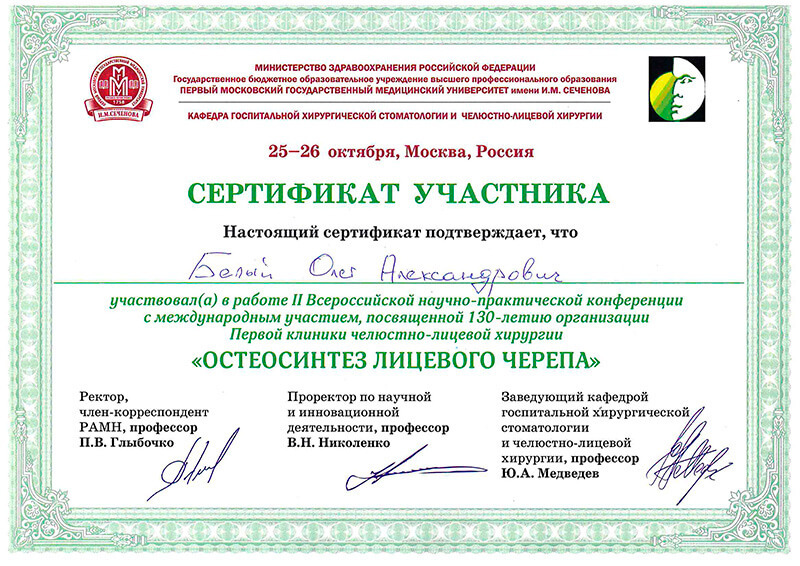 МИНИСТЕРСТВО ЗДРАВООХРАНЕНИЯ РОССИЙСКОЙ ФЕДЕРАЦИИ
Государственное бюджетное образовательное учреждение высшего профессионального образования
ПЕРВЫЙ МОСКОВСКИЙ ГОСУДАРСТВЕННЫЙ МЕДИЦИНСКИЙ УНИВЕРСИТЕТ имени И.М. СЕЧЕНОВА
1758
И.М.СЕЧЕНОВА
КАФЕДРА ГОСПИТАЛЬНОЙ ХИРУРГИЧЕСКОЙ СТОМАТОЛОГИИ И ЧЕЛЮСТНО-ЛИЦЕВОЙ ХИРУРГИИ
25–26 октября, Москва, Россия
СЕРТИФИКАТ УЧАСТНИКА
Настоящий сертификат подтверждает, что
Белый Олег Александрович
участвовал(а) в работе II Всероссийской научно-практической конференции
с международным участием, посвященной 130-летию организации
Первой клиники челюстно-лицевой хирургии
«ОСТЕОСИНТЕЗ ЛИЦЕВОГО ЧЕРЕПА»
Ректор,
член-корреспондент
РАМН, профессор
П.В. Глыбочко
Проректор по научной
и инновационной
деятельности, профессор
В.Н. Николенко
Заведующий кафедрой
госпитальной хирургической
стоматологии
и челюстно-лицевой
хирургии, профессор
Ю.А. Медведев